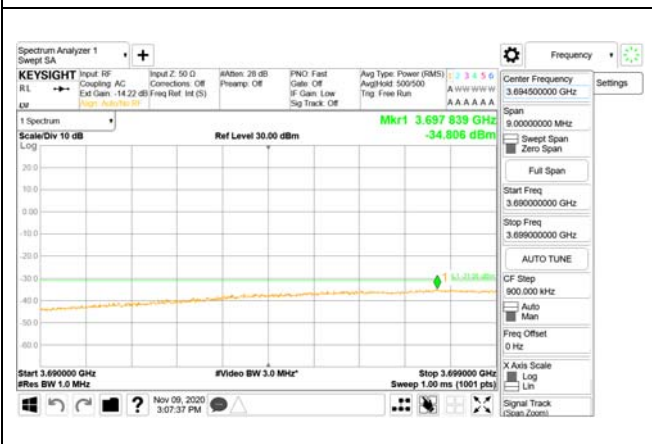 Spectrum Analyzer 1
Swept SA
Frequency
KEYSIGHT
RL
Input: RF
Coupling: AC
Ext Gain: -14.22 dB
Align: Auto/No RF
Input Z: 50 Ω
Corrections: Off
Freq Ref: Int (S)
#Atten: 28 dB
Preamp: Off
PNO: Fast
Gate: Off
IF Gain: Low
Sig Track: Off
Avg Type: Power (RMS)
Avg|Hold: 500/500
Trig: Free Run
1 2 3 4 5 6
A W W W W W
A A A A A A
1 Spectrum
Mkr1 3.697 839 GHz
Scale/Div 10 dB
Ref Level 30.00 dBm
-34.806 dBm
Log
20.0
10.0
0.00
-10.0
-20.0
-30.0
1
-40.0
-50.0
-60.0
Start 3.690000 GHz
#Video BW 3.0 MHz*
Stop 3.699000 GHz
#Res BW 1.0 MHz
Sweep 1.00 ms (1001 pts)
Nov 09, 2020
3:07:37 PM
Center Frequency
3.694500000 GHz
Settings
Span
9.00000000 MHz
Swept Span
Zero Span
Full Span
Start Freq
3.690000000 GHz
Stop Freq
3.699000000 GHz
AUTO TUNE
CF Step
900.000 kHz
Auto
Man
Freq Offset
0 Hz
X Axis Scale
Log
Lin
Signal Track
(Span Zoom)